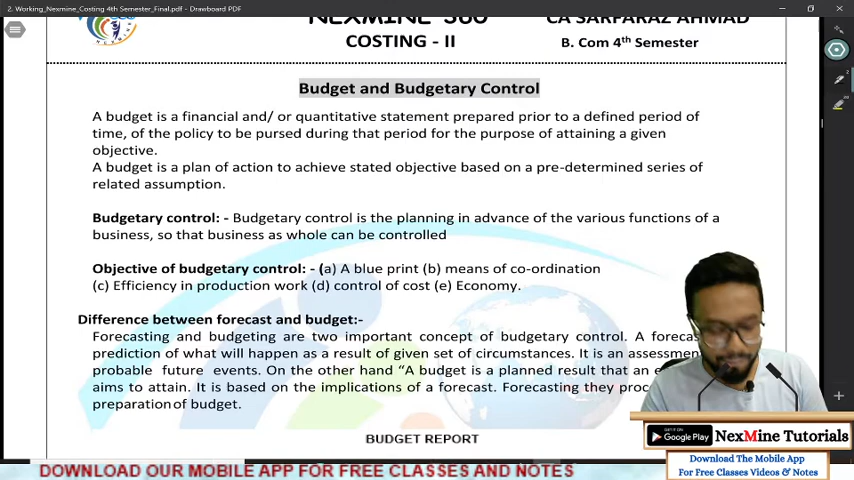 2. Working_Nexmine_Costing 4th Semester_Final.pdf - Drawboard PDF
COSTING - II
CA SARFARAZ AHMAD
B. Com 4th Semester
Budget and Budgetary Control
A budget is a financial and/ or quantitative statement prepared prior to a defined period of
time, of the policy to be pursed during that period for the purpose of attaining a given
objective.
A budget is a plan of action to achieve stated objective based on a pre-determined series of
related assumption.
Budgetary control: - Budgetary control is the planning in advance of the various functions of a
business, so that business as whole can be controlled
Objective of budgetary control: - (a) A blue print (b) means of co-ordination
(c) Efficiency in production work (d) control of cost (e) Economy.
Difference between forecast and budget:-
Forecasting and budgeting are two important concept of budgetary control. A
prediction of what will happen as a result of given set of circumstances. It is an
probable future events. On the other hand “A budget is a planned result that an
aims to attain. It is based on the implications of a forecast. Forecasting they
preparation of budget.
BUDGET REPORT
GET IT ON
Google Play
NexMine Tutorials
Download The Mobile App
For Free Classes Videos & Notes
DOWNLOAD OUR MOBILE APP FOR FREE CLASSES AND NOTES